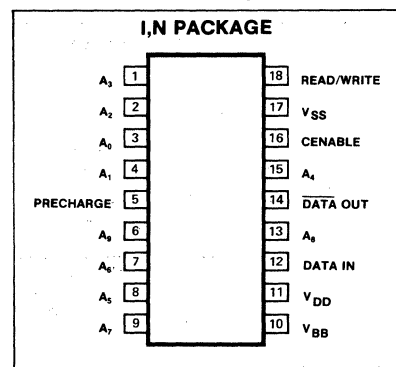 I,N PACKAGE
A3 1 18 READ/WRITE
A2 2 17 VSS
A0 3 16 CENABLE
A1 4 15 A4
PRECHARGE 5 14 DATA OUT
A9 6 13 A8
A6 7 12 DATA IN
A5 8 11 VDD
A7 9 10 VBB